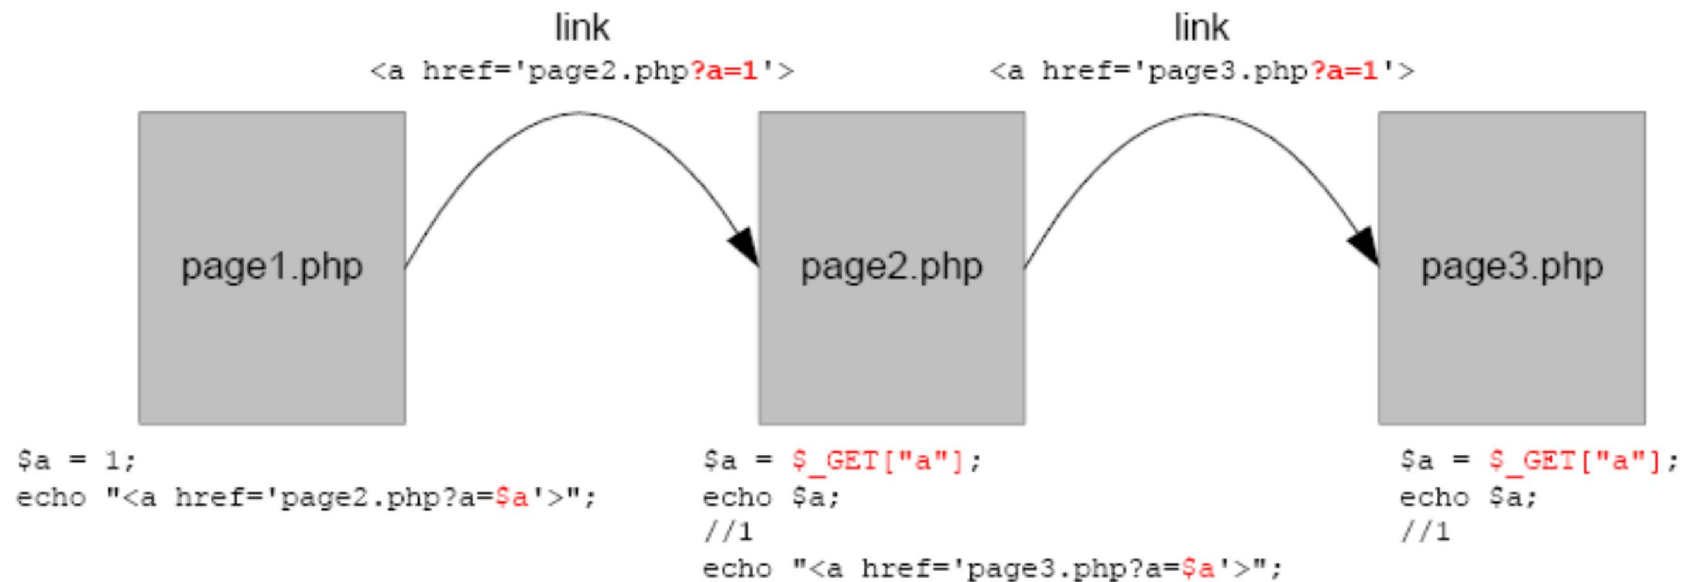 link
<a href='page2.php?a=1'>
link
<a href='page3.php?a=1'>
page1.php
page2.php
page3.php
$a = 1;
echo "<a href='page2.php?a=$a'>";
$a = $_GET["a"];
echo $a;
//1
echo "<a href='page3.php?a=$a'>";
$a = $_GET["a"];
echo $a;
//1